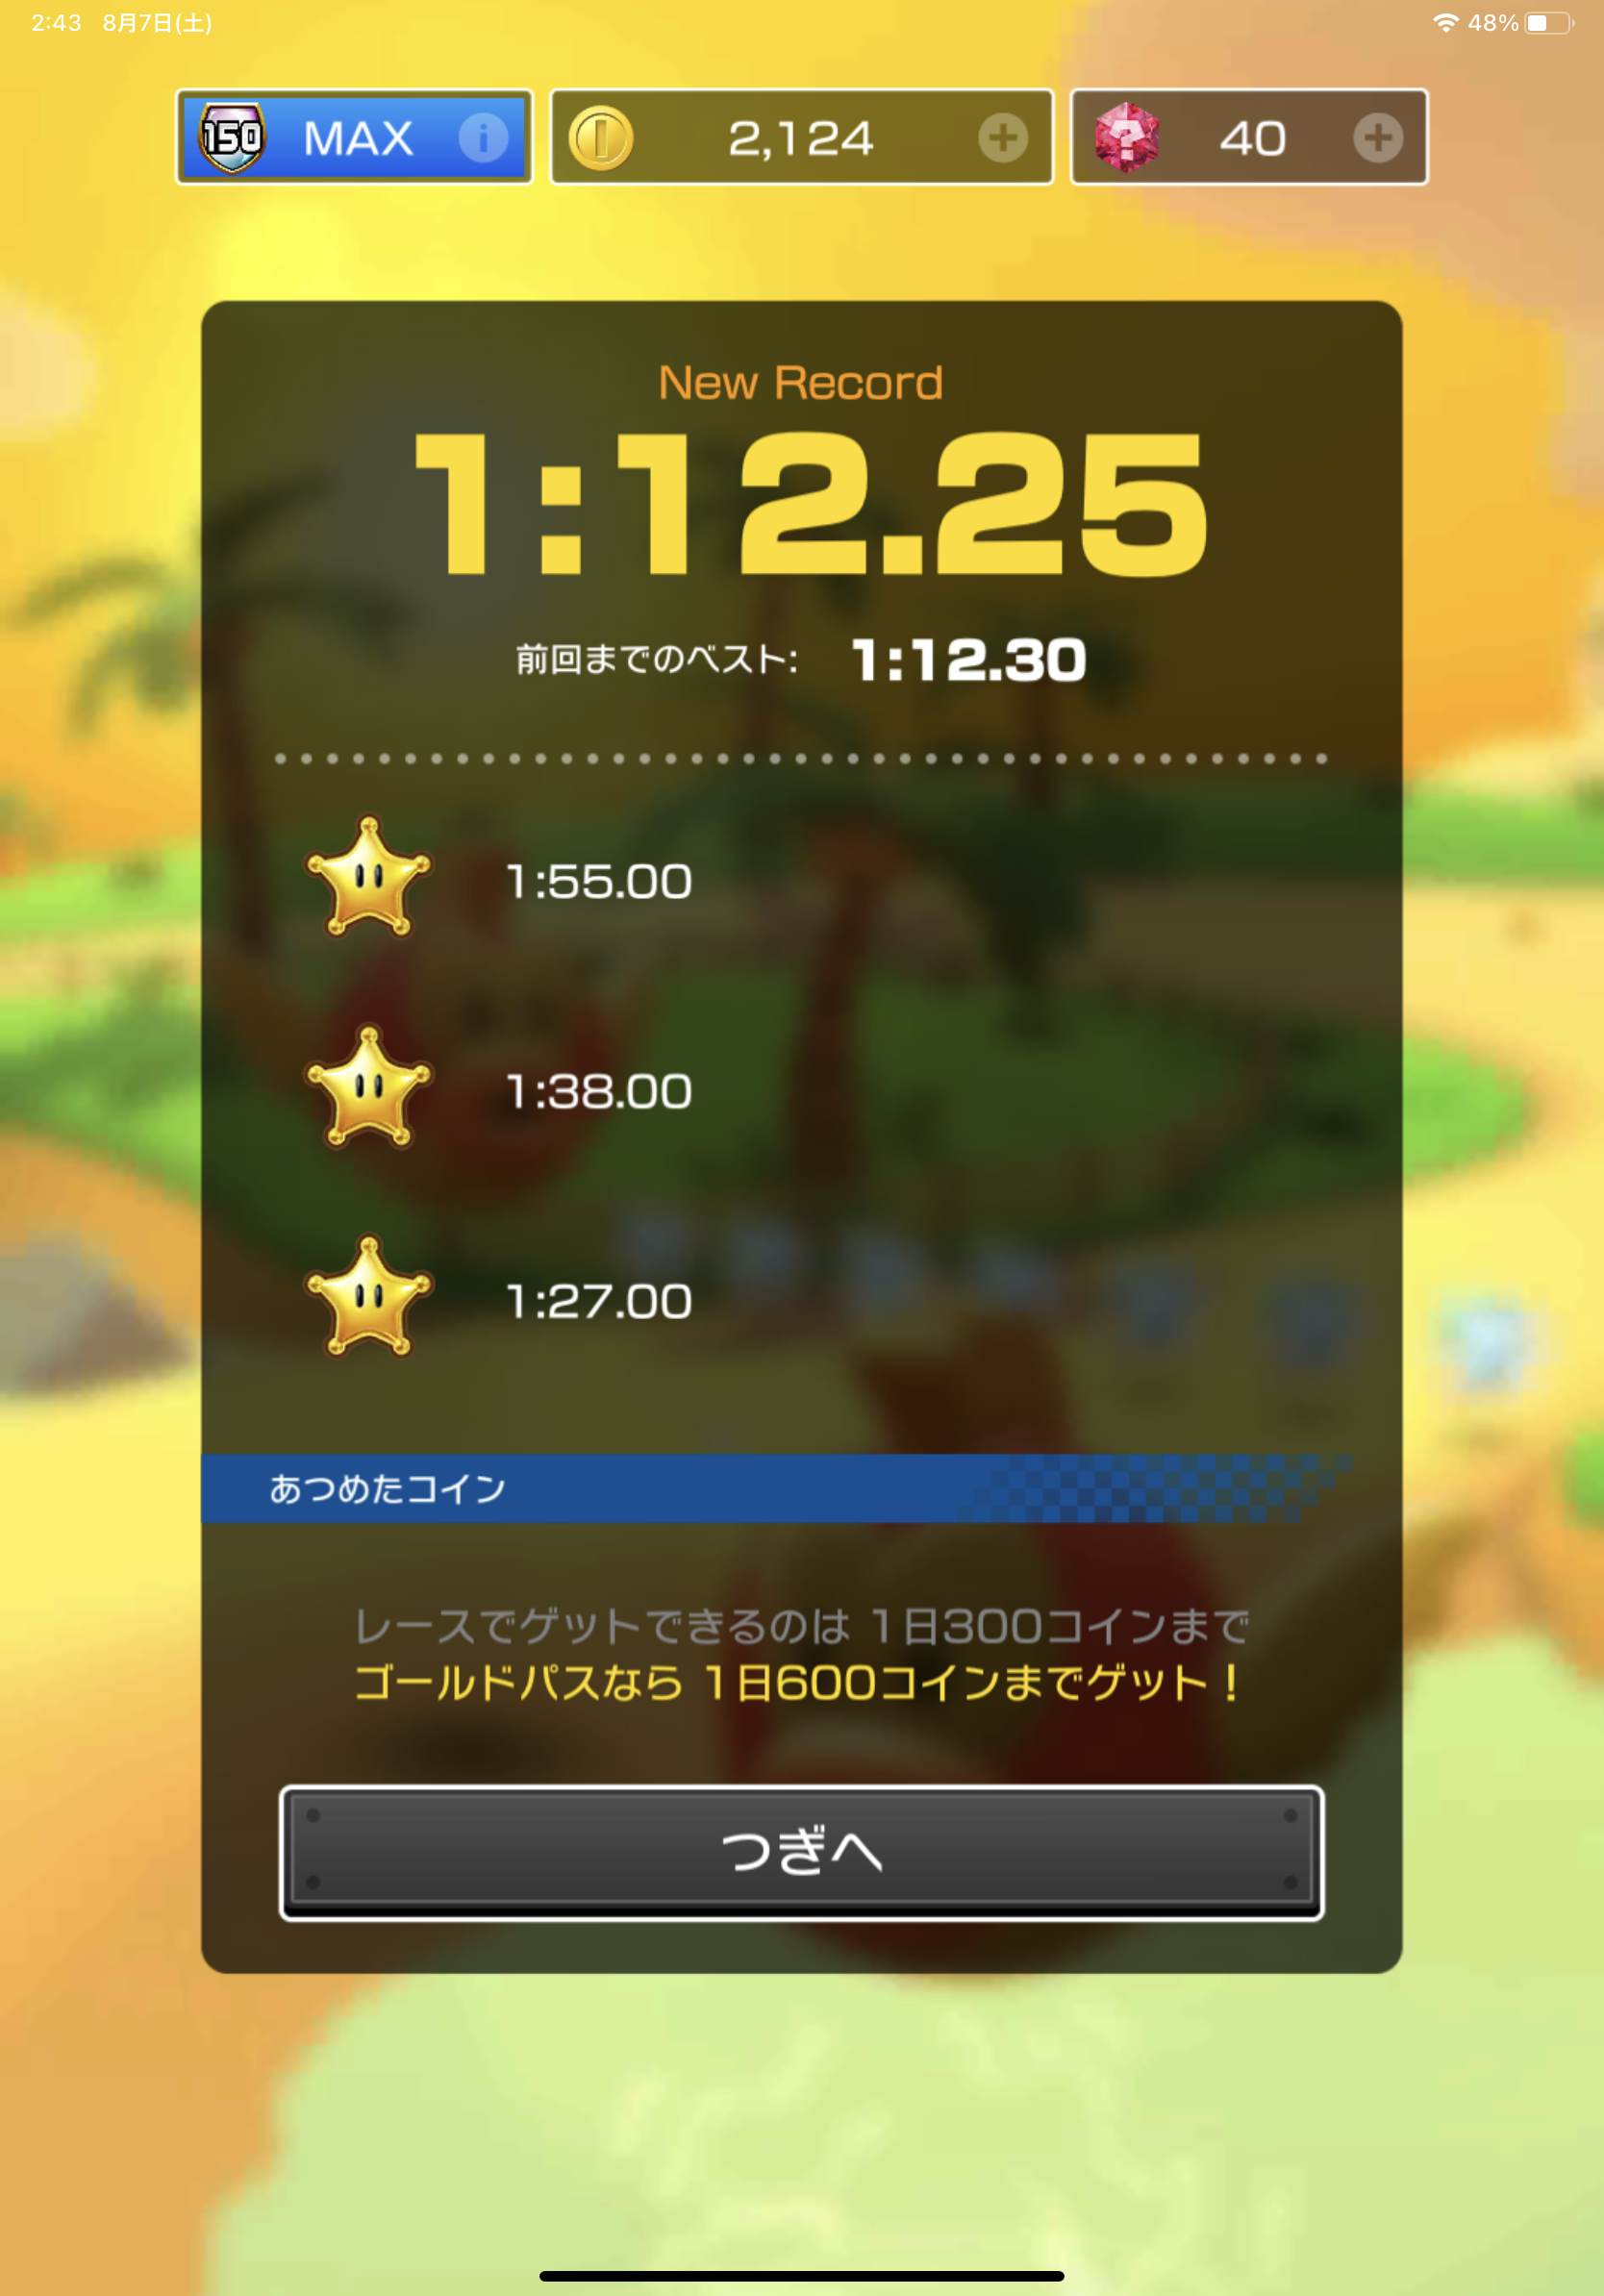 2:43 8月7日(土) 48%
150 MAX i 2,124 + ? 40 +
New Record
1:12.25
前回までのベスト: 1:12.30
1:55.00
1:38.00
1:27.00
あつめたコイン
レースでゲットできるのは 1日300コインまで
ゴールドパスなら 1日600コインまでゲット！
つぎへ